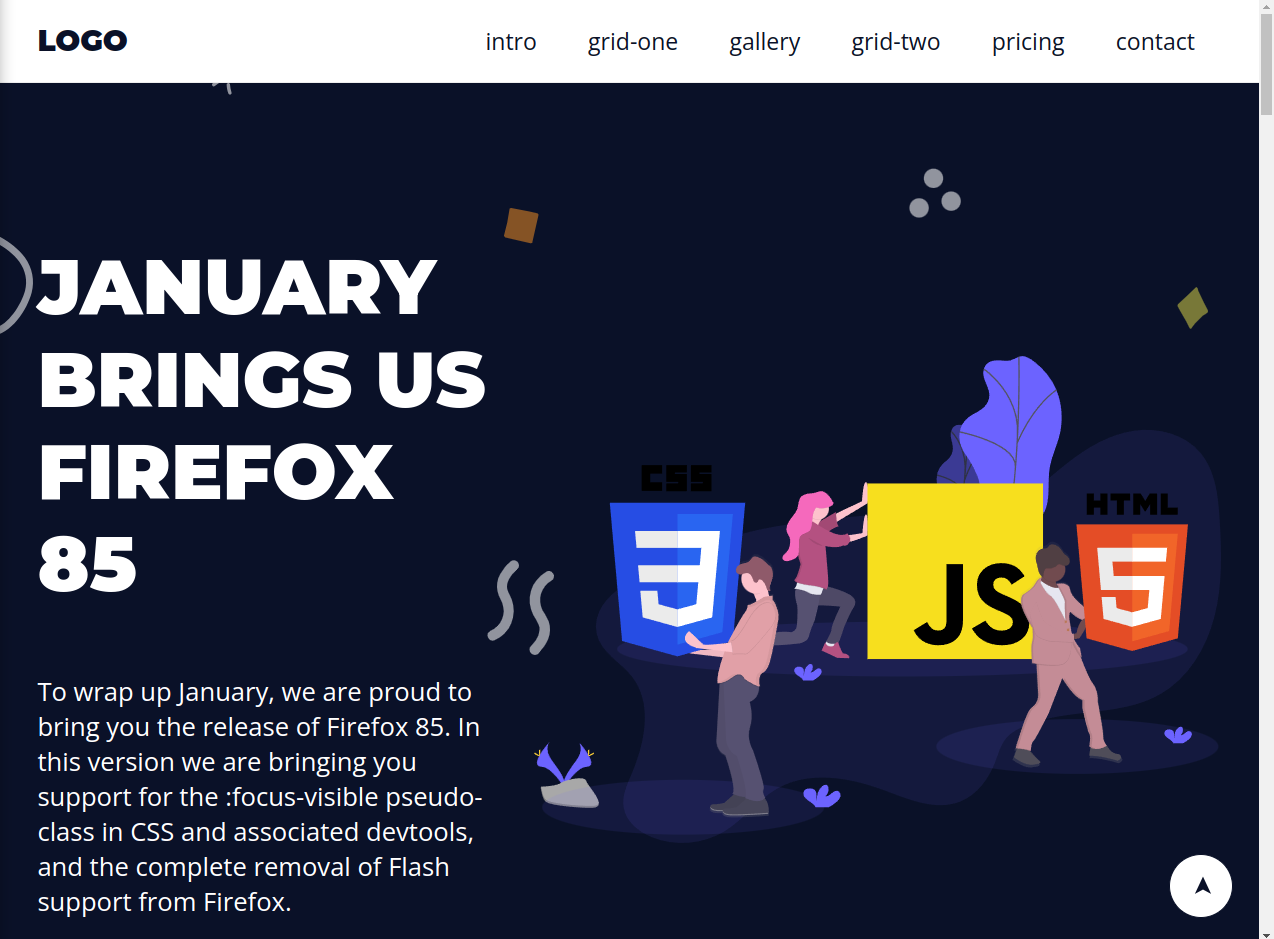 LOGO
intro grid-one gallery grid-two pricing contact
JANUARY
BRINGS US
FIREFOX
85
CSS
3
JS
HTML
5
To wrap up January, we are proud to
bring you the release of Firefox 85. In
this version we are bringing you
support for the :focus-visible pseudo-
class in CSS and associated devtools,
and the complete removal of Flash
support from Firefox.